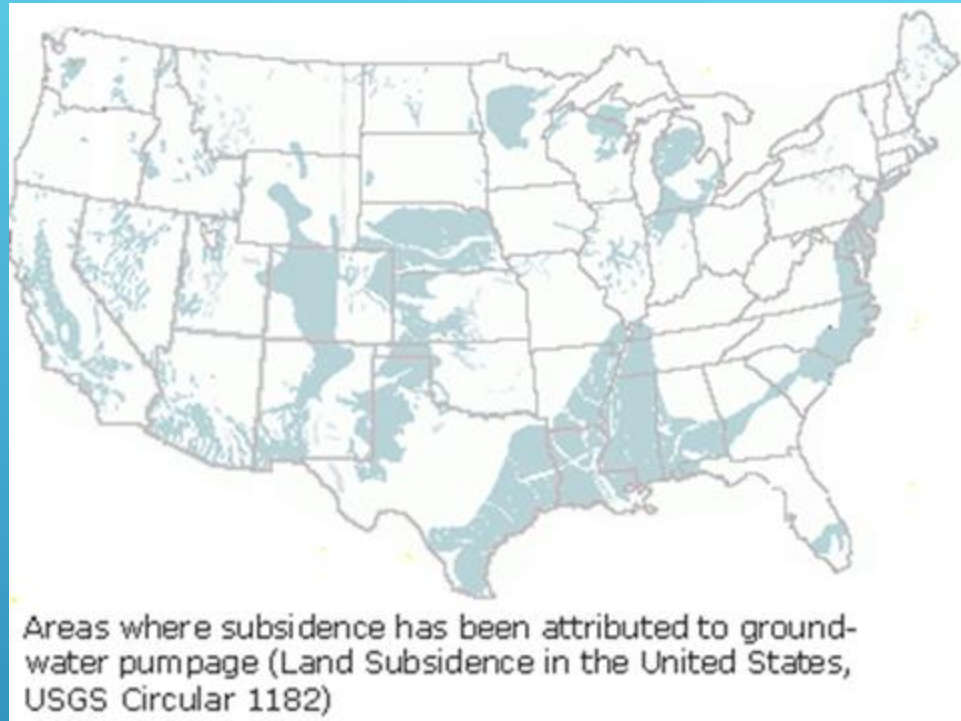 Areas where subsidence has been attributed to ground-
water pumpage (Land Subsidence in the United States,
USGS Circular 1182)